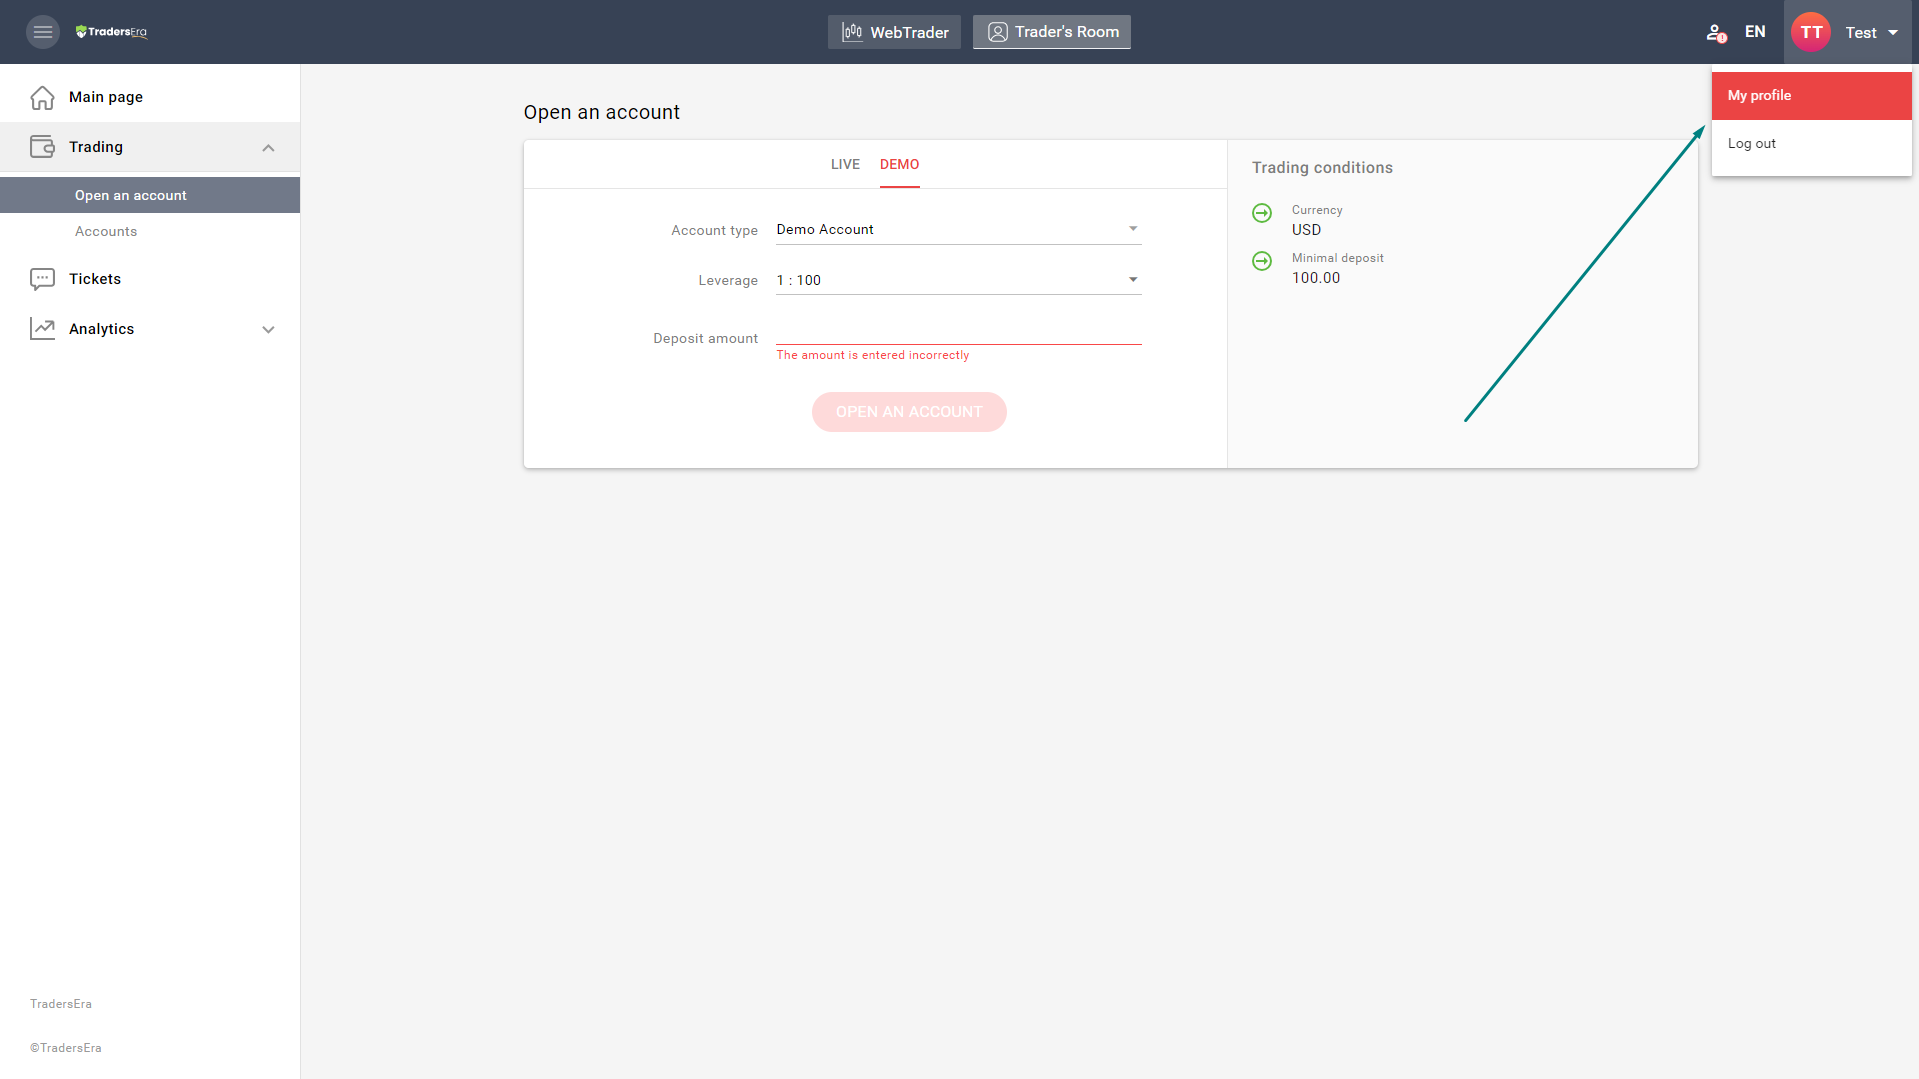 TradersEra
WebTrader
Trader's Room
EN
TT
Test
My profile
Log out
Main page
Trading
Open an account
Accounts
Tickets
Analytics
Open an account
LIVE
DEMO
Account type
Demo Account
Leverage
1 : 100
Deposit amount
The amount is entered incorrectly
OPEN AN ACCOUNT
Trading conditions
Currency
USD
Minimal deposit
100.00
TradersEra
©TradersEra